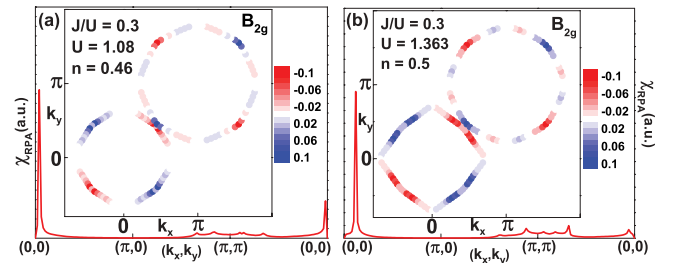 (a)
J/U = 0.3
U = 1.08
n = 0.46
B2g
π
ky
0
0
kx
π
-0.1
-0.06
-0.02
0.02
0.06
0.1
χRPA(a.u.)
(0,0)
(π,0)
(kx,ky)
(π,π)
(0,0)
(b)
J/U = 0.3
U = 1.363
n = 0.5
B2g
π
ky
0
0
kx
π
-0.1
-0.06
-0.02
0.02
0.06
0.1
χRPA(a.u.)
(0,0)
(π,0)
(kx,ky)
(π,π)
(0,0)